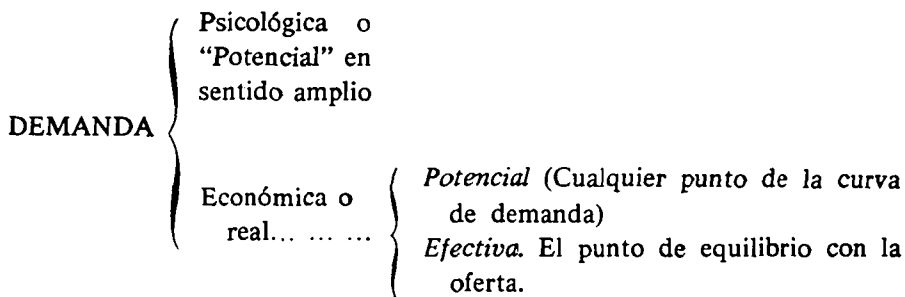 Psicológica o
“Potencial” en
sentido amplio
DEMANDA
Económica o
real... ... ...
Potencial (Cualquier punto de la curva
de demanda)
Efectiva. El punto de equilibrio con la
oferta.